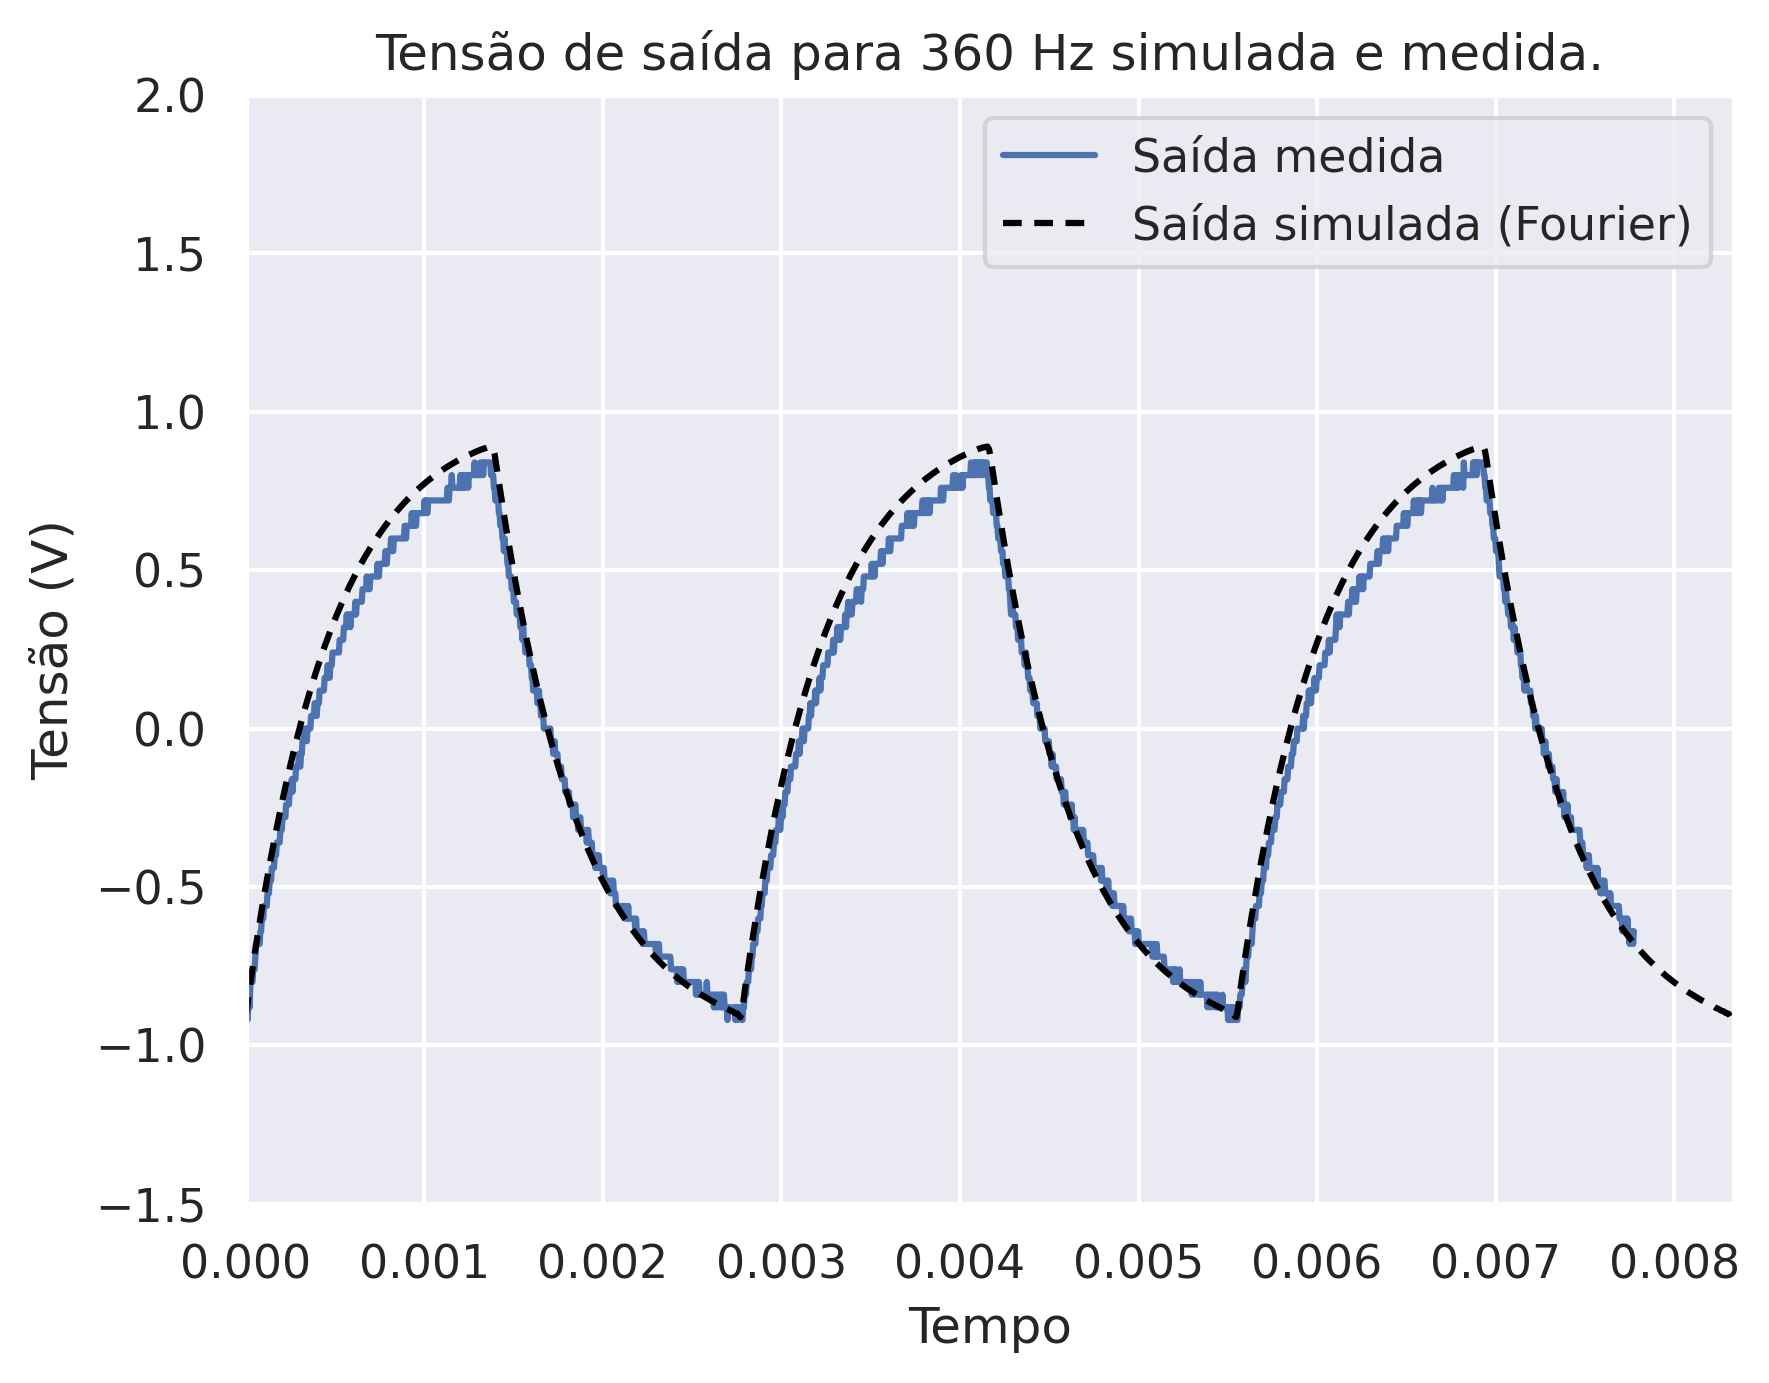 Tensão de saída para 360 Hz simulada e medida.
2.0
1.5
1.0
0.5
0.0
−0.5
−1.0
−1.5
Tensão (V)
Saída medida
Saída simulada (Fourier)
0.000 0.001 0.002 0.003 0.004 0.005 0.006 0.007 0.008
Tempo